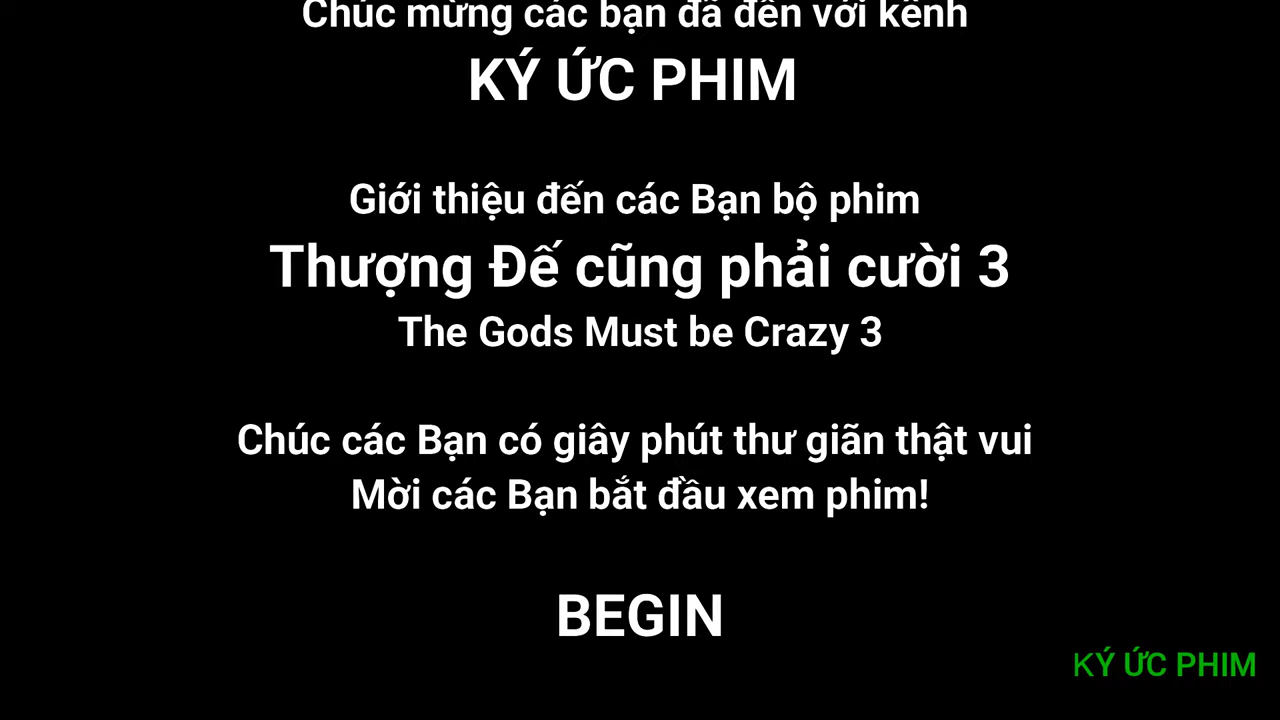 Chúc mừng các bạn đã đến với kênh
KÝ ỨC PHIM
Giới thiệu đến các Bạn bộ phim
Thượng Đế cũng phải cười 3
The Gods Must be Crazy 3
Chúc các Bạn có giây phút thư giãn thật vui
Mời các Bạn bắt đầu xem phim!
BEGIN
KÝ ỨC PHIM